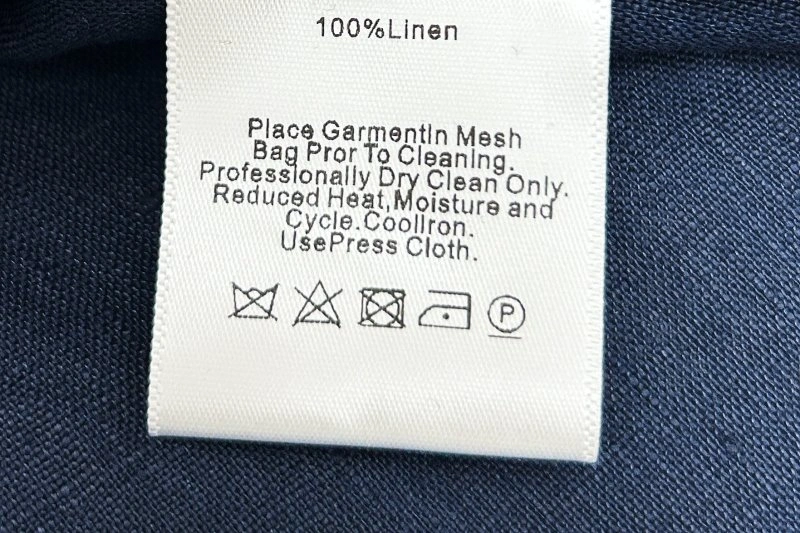 100%Linen
Place GarmentIn Mesh
Bag Pror To Cleaning.
Professionally Dry Clean Only.
Reduced Heat,Moisture and
Cycle.CoolIron.
UsePress Cloth.
P